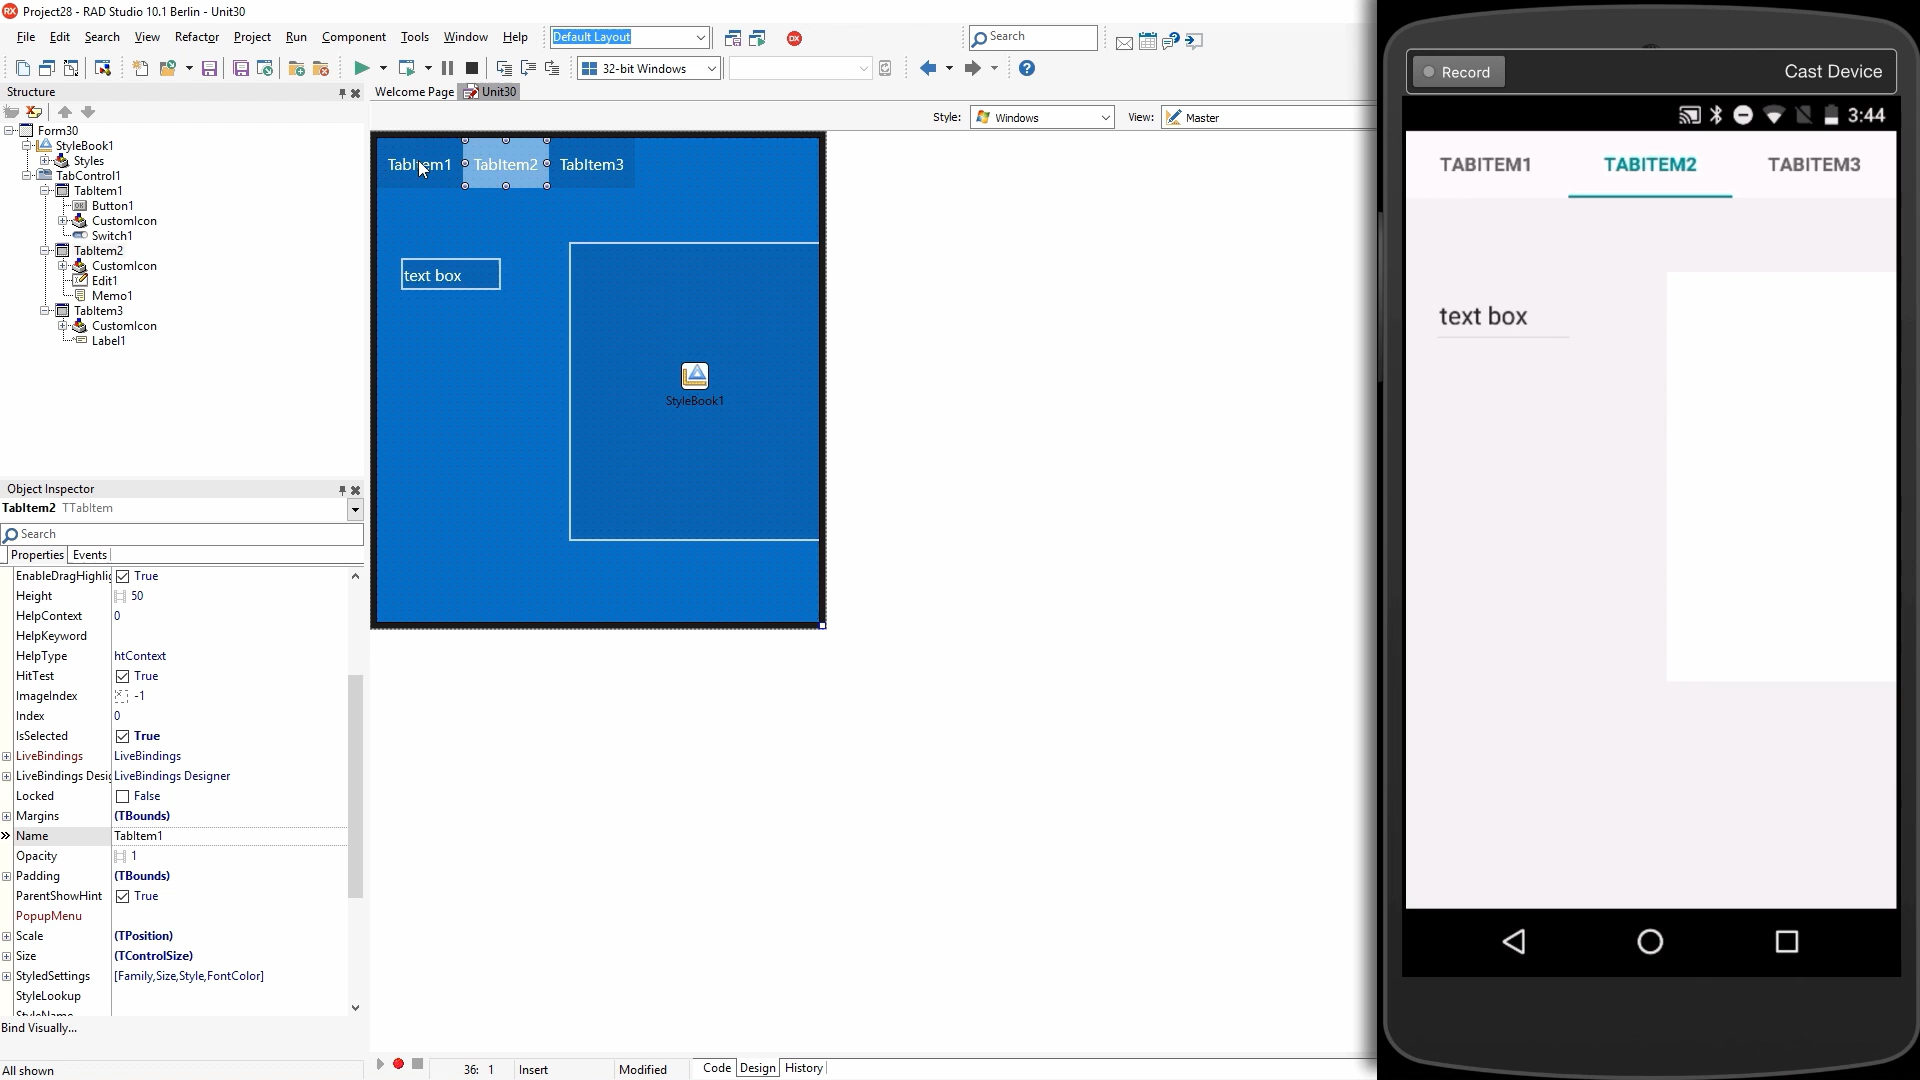 Project28 - RAD Studio 10.1 Berlin - Unit30
File Edit Search View Refactor Project Run Component Tools Window Help
Default Layout
Search
32-bit Windows
Structure
Welcome Page
Unit30
Style:
Windows
View:
Master
Form30
StyleBook1
Styles
TabControl1
TabItem1
Button1
CustomIcon
Switch1
TabItem2
CustomIcon
Edit1
Memo1
TabItem3
CustomIcon
Label1
TabItem1 TabItem2 TabItem3
text box
StyleBook1
Object Inspector
TabItem2 TTabItem
Search
Properties Events
EnableDragHighlig True
Height 50
HelpContext 0
HelpKeyword
HelpType htContext
HitTest True
ImageIndex -1
Index 0
IsSelected True
LiveBindings LiveBindings
LiveBindings Desig LiveBindings Designer
Locked False
Margins (TBounds)
Name TabItem1
Opacity 1
Padding (TBounds)
ParentShowHint True
PopupMenu
Scale (TPosition)
Size (TControlSize)
StyledSettings [Family,Size,Style,FontColor]
StyleLookup
StyleName
Bind Visually...
All shown
36: 1 Insert Modified Code Design History
Record Cast Device
3:44
TABITEM1 TABITEM2 TABITEM3
text box